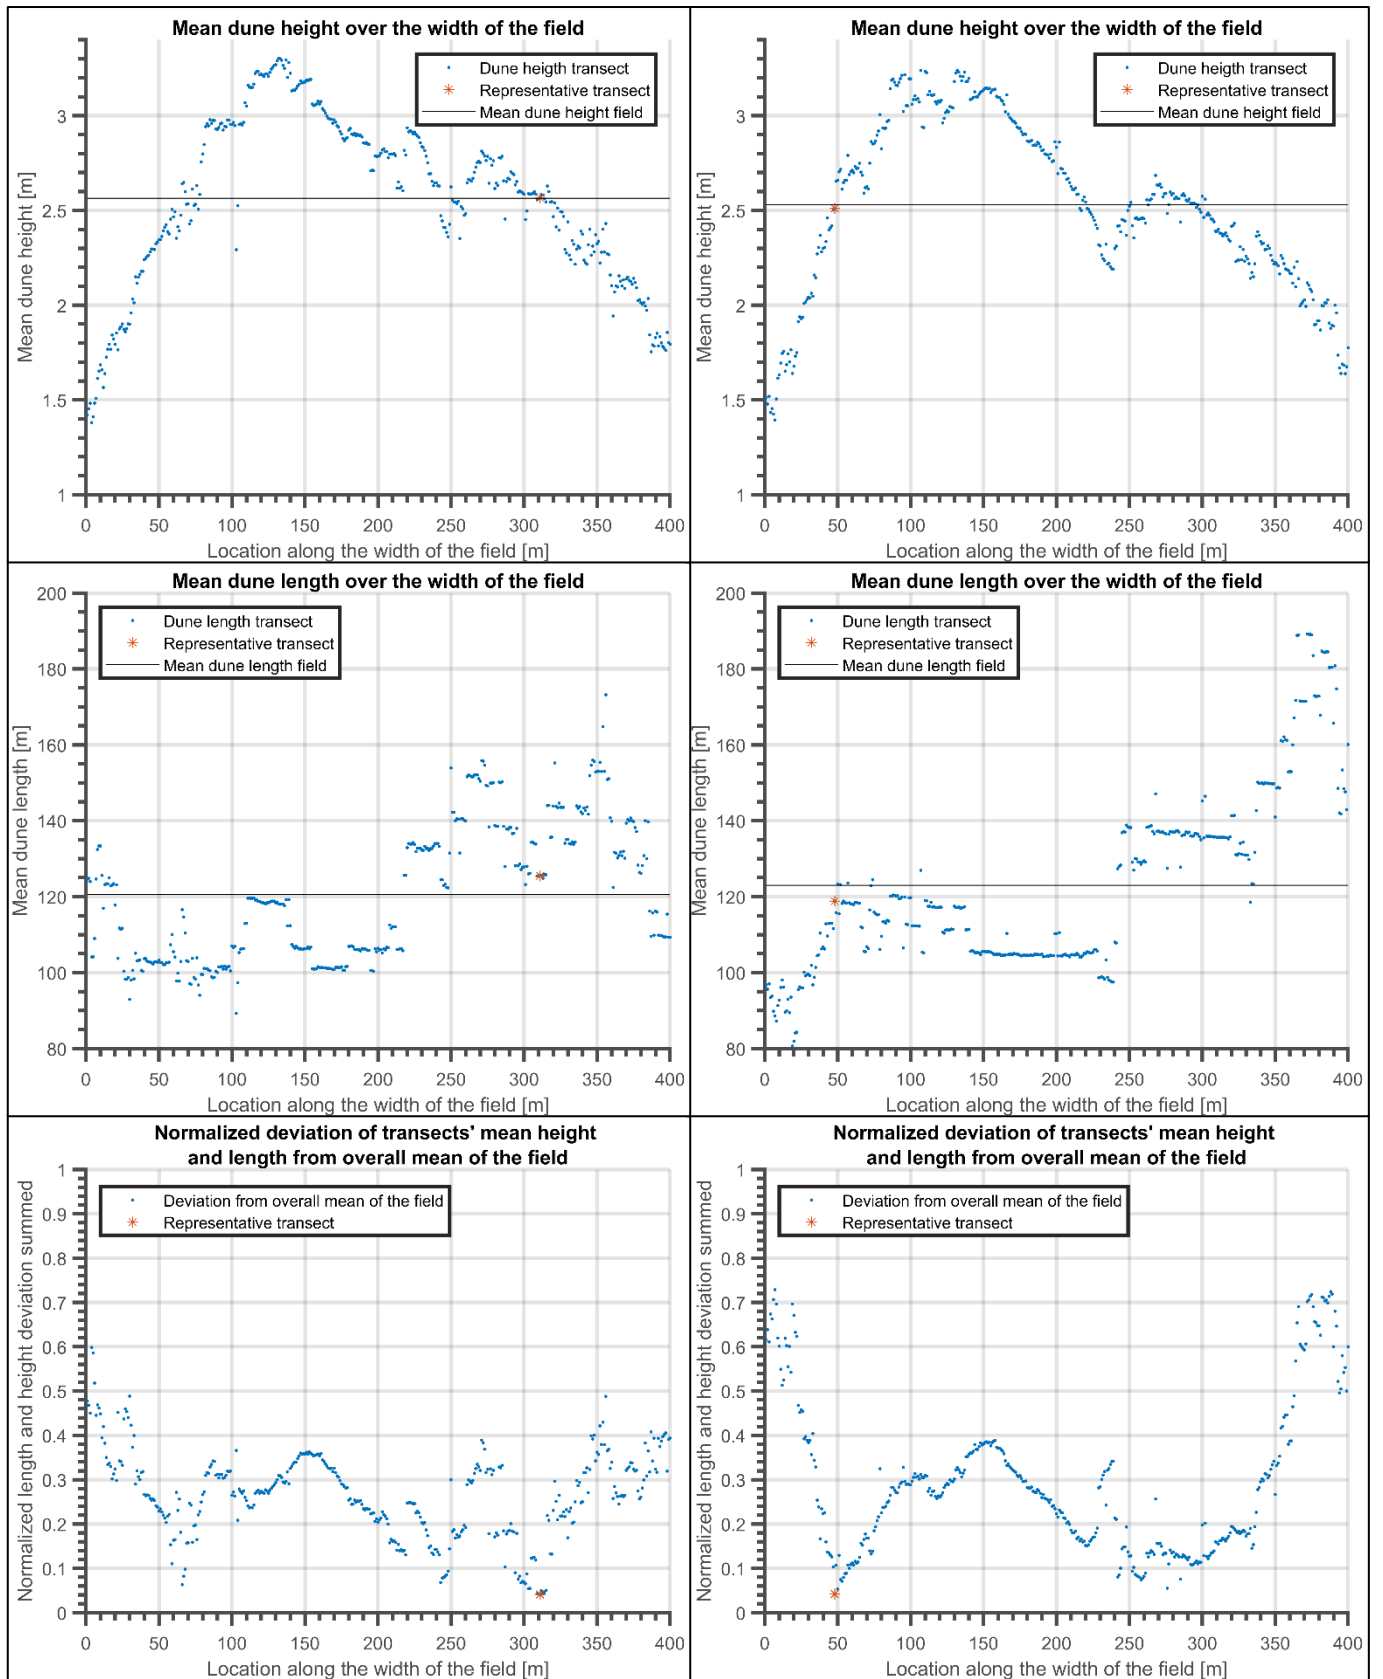 Mean dune height over the width of the field
Dune heigth transect
Representative transect
Mean dune height field
Mean dune height [m]
3
2.5
2
1.5
1
0 50 100 150 200 250 300 350 400
Location along the width of the field [m]
Mean dune height over the width of the field
Dune heigth transect
Representative transect
Mean dune height field
Mean dune height [m]
3
2.5
2
1.5
1
0 50 100 150 200 250 300 350 400
Location along the width of the field [m]
Mean dune length over the width of the field
Dune length transect
Representative transect
Mean dune length field
Mean dune length [m]
200
180
160
140
120
100
80
0 50 100 150 200 250 300 350 400
Location along the width of the field [m]
Mean dune length over the width of the field
Dune length transect
Representative transect
Mean dune length field
Mean dune length [m]
200
180
160
140
120
100
80
0 50 100 150 200 250 300 350 400
Location along the width of the field [m]
Normalized deviation of transects' mean height
and length from overall mean of the field
Deviation from overall mean of the field
Representative transect
Normalized length and height deviation summed
1
0.9
0.8
0.7
0.6
0.5
0.4
0.3
0.2
0.1
0
0 50 100 150 200 250 300 350 400
Location along the width of the field [m]
Normalized deviation of transects' mean height
and length from overall mean of the field
Deviation from overall mean of the field
Representative transect
Normalized length and height deviation summed
1
0.9
0.8
0.7
0.6
0.5
0.4
0.3
0.2
0.1
0
0 50 100 150 200 250 300 350 400
Location along the width of the field [m]